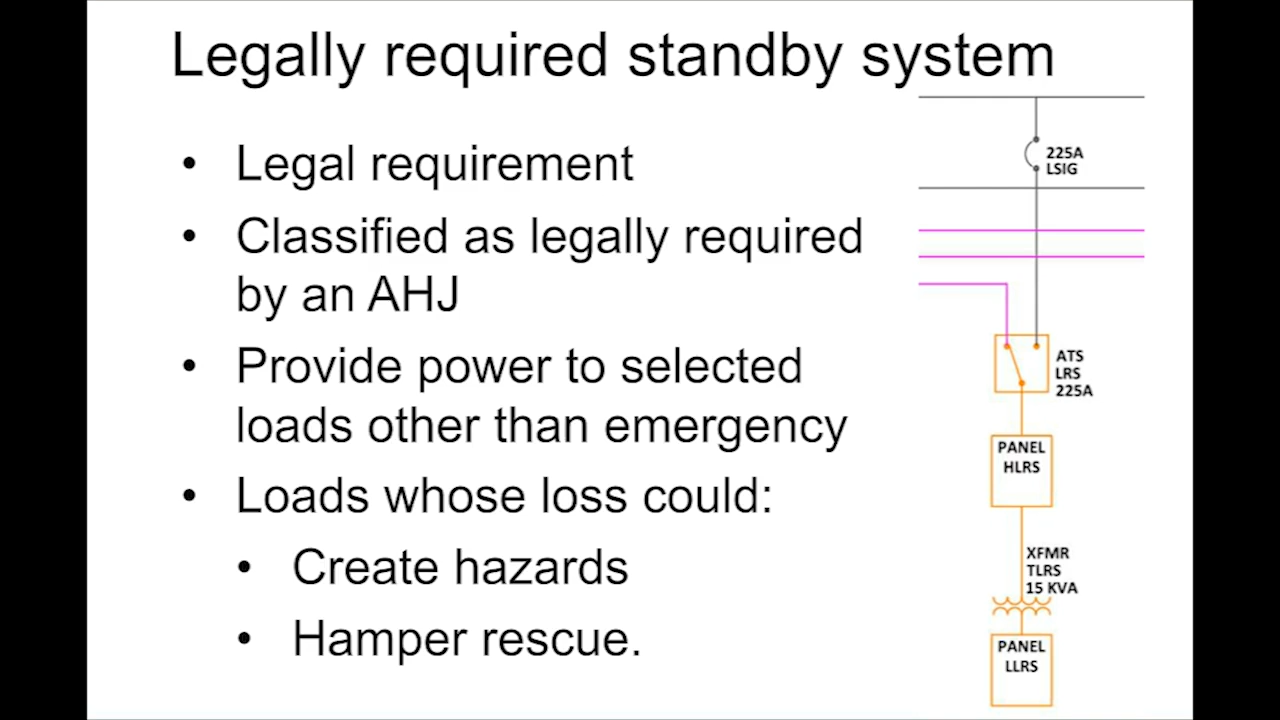 Legally required standby system
• Legal requirement
• Classified as legally required
by an AHJ
• Provide power to selected
loads other than emergency
• Loads whose loss could:
• Create hazards
• Hamper rescue.
225A
LSIG
ATS
LRS
225A
PANEL
HLRS
XFMR
TLRS
15 KVA
PANEL
LLRS